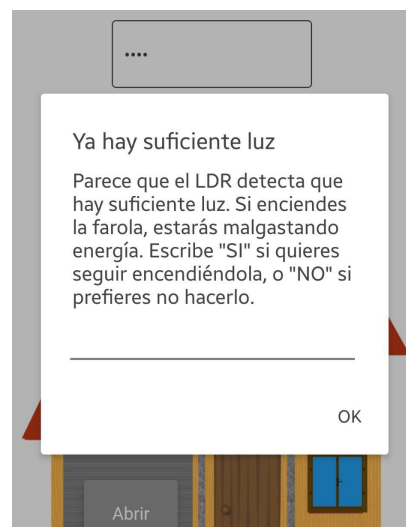 ••••
Ya hay suficiente luz
Parece que el LDR detecta que
hay suficiente luz. Si enciendes
la farola, estarás malgastando
energía. Escribe "SI" si quieres
seguir encendiéndola, o "NO" si
prefieres no hacerlo.
OK
Abrir